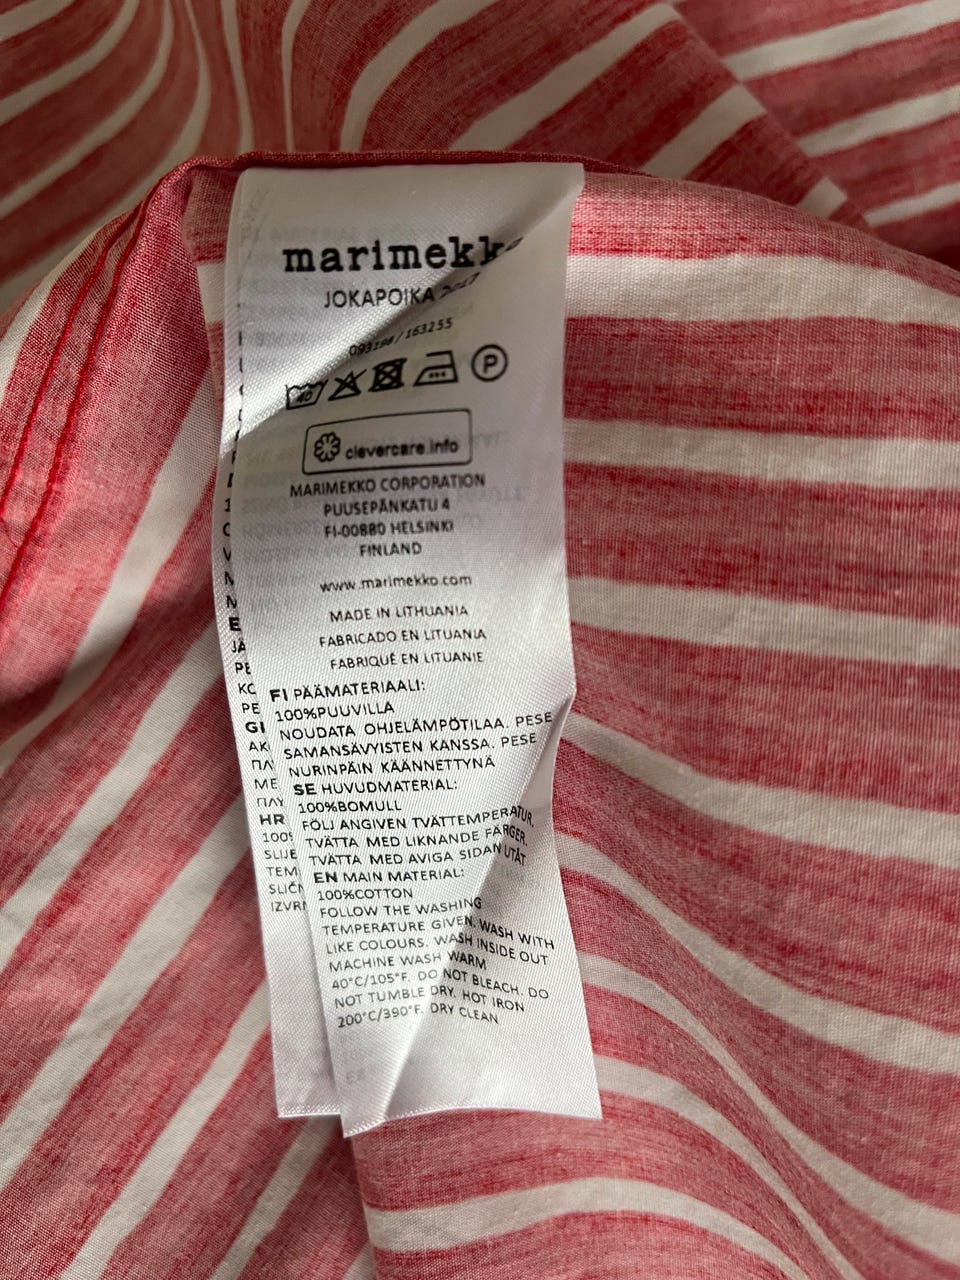 marimekko
JOKAPOIKA 2017
/163255
40
P
clevercare.info
MARIMEKKO CORPORATION
PUUSEPÄNKATU 4
FI-00880 HELSINKI
FINLAND
www.marimekko.com
MADE IN LITHUANIA
FABRICADO EN LITUANIA
FABRIQUÉ EN LITUANIE
FI PÄÄMATERIAALI:
100%PUUVILLA
NOUDATA OHJELÄMPÖTILAA. PESE
SAMANSÄVYISTEN KANSSA. PESE
NURINPÄIN KÄÄNNETTYNÄ
SE HUVUDMATERIAL:
100%BOMULL
FÖLJ ANGIVEN TVÄTTEMPERATUR.
TVÄTTA MED LIKNANDE FÄRGER.
TVÄTTA MED AVIGA SIDAN UTÅT
EN MAIN MATERIAL:
100%COTTON
FOLLOW THE WASHING
TEMPERATURE GIVEN. WASH WITH
LIKE COLOURS. WASH INSIDE OUT
MACHINE WASH WARM
40°C/105°F. DO NOT BLEACH. DO
NOT TUMBLE DRY. HOT IRON
200°C/390°F. DRY CLEAN
HR